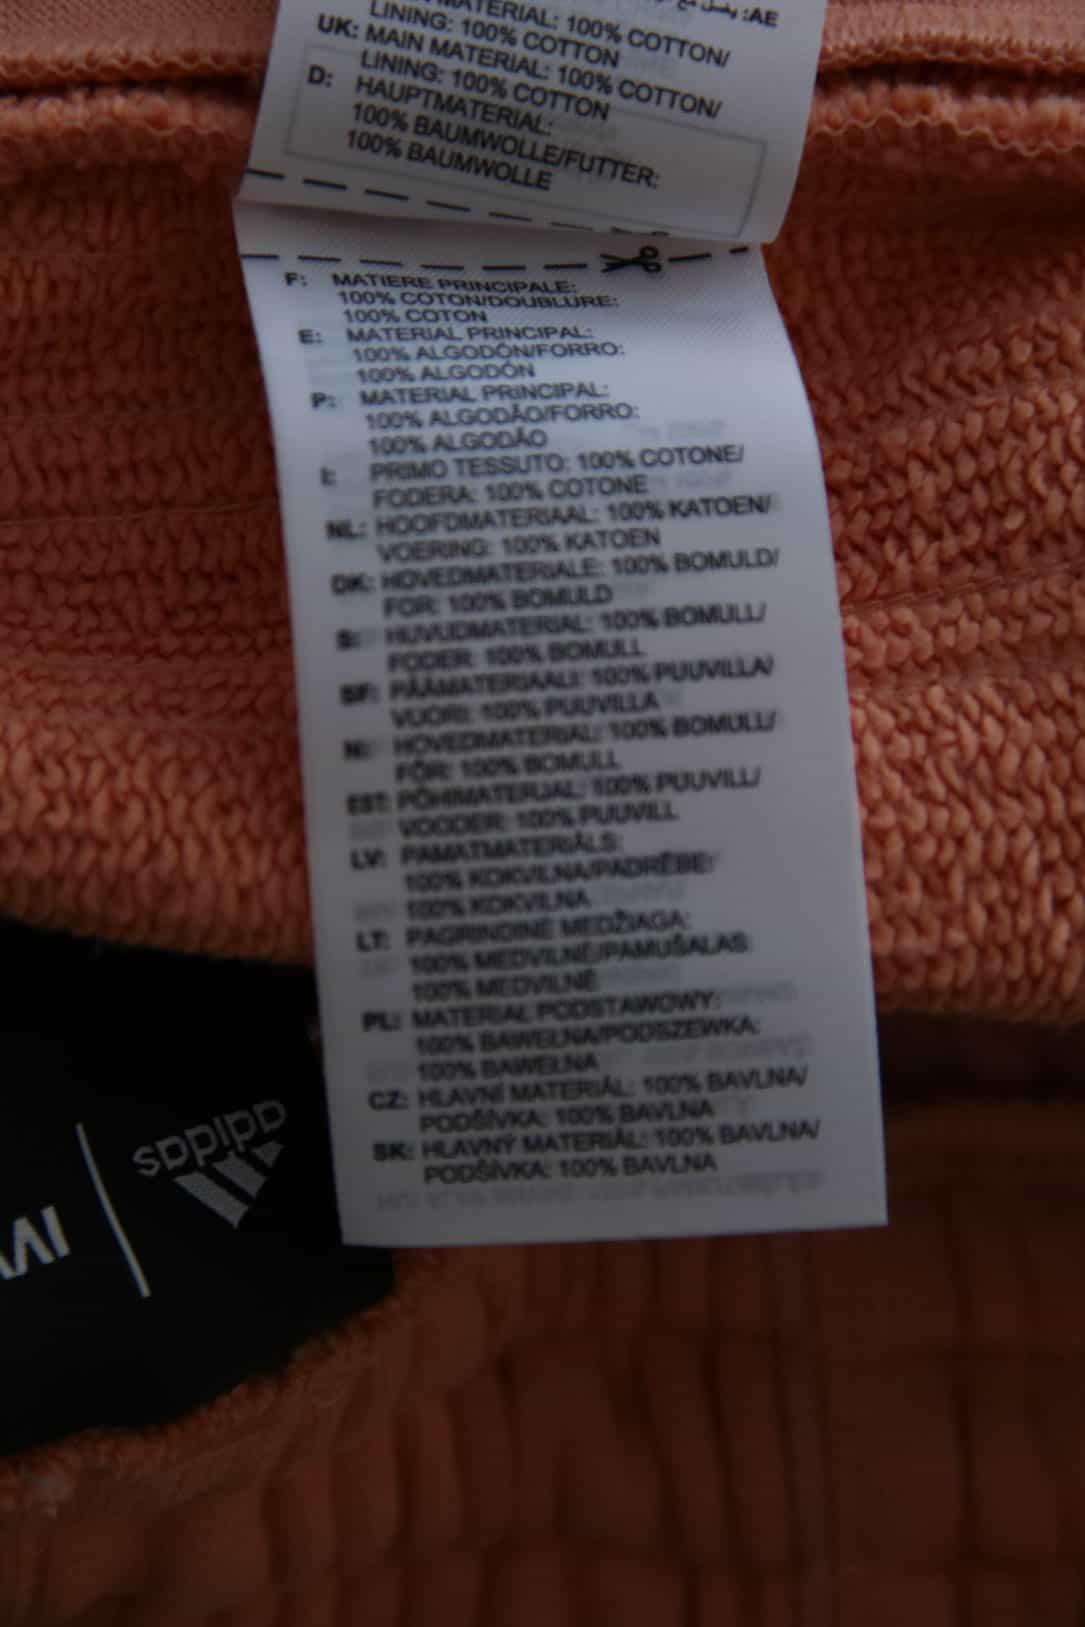 AE:
MATERIAL: 100% COTTON/
LINING: 100% COTTON
UK: MAIN MATERIAL: 100% COTTON/
LINING: 100% COTTON
D: HAUPTMATERIAL:
100% BAUMWOLLE/FUTTER:
100% BAUMWOLLE
F: MATIERE PRINCIPALE:
100% COTON/DOUBLURE:
100% COTON
E: MATERIAL PRINCIPAL:
100% ALGODÓN/FORRO:
100% ALGODÓN
P: MATERIAL PRINCIPAL:
100% ALGODÃO/FORRO:
100% ALGODÃO
I: PRIMO TESSUTO: 100% COTONE/
FODERA: 100% COTONE
NL: HOOFDMATERIAAL: 100% KATOEN/
VOERING: 100% KATOEN
DK: HOVEDMATERIALE: 100% BOMULD/
FOR: 100% BOMULD
S: HUVUDMATERIAL: 100% BOMULL/
FODER: 100% BOMULL
SF: PÄÄMATERIAALI: 100% PUUVILLA/
VUORI: 100% PUUVILLA
N: HOVEDMATERIAL: 100% BOMULL/
FÔR: 100% BOMULL
EST: PÕHIMATERJAL: 100% PUUVILL/
VOODER: 100% PUUVILL
LV: PAMATMATERIĀLS:
100% KOKVILNA/PADRĒBE:
100% KOKVILNA
LT: PAGRINDINĖ MEDŽIAGA:
100% MEDVILNĖ/PAMUŠALAS:
100% MEDVILNĖ
PL: MATERIAŁ PODSTAWOWY:
100% BAWEŁNA/PODSZEWKA:
100% BAWEŁNA
CZ: HLAVNÍ MATERIÁL: 100% BAVLNA/
PODŠÍVKA: 100% BAVLNA
SK: HLAVNÝ MATERIÁL: 100% BAVLNA/
PODŠÍVKA: 100% BAVLNA
adidas